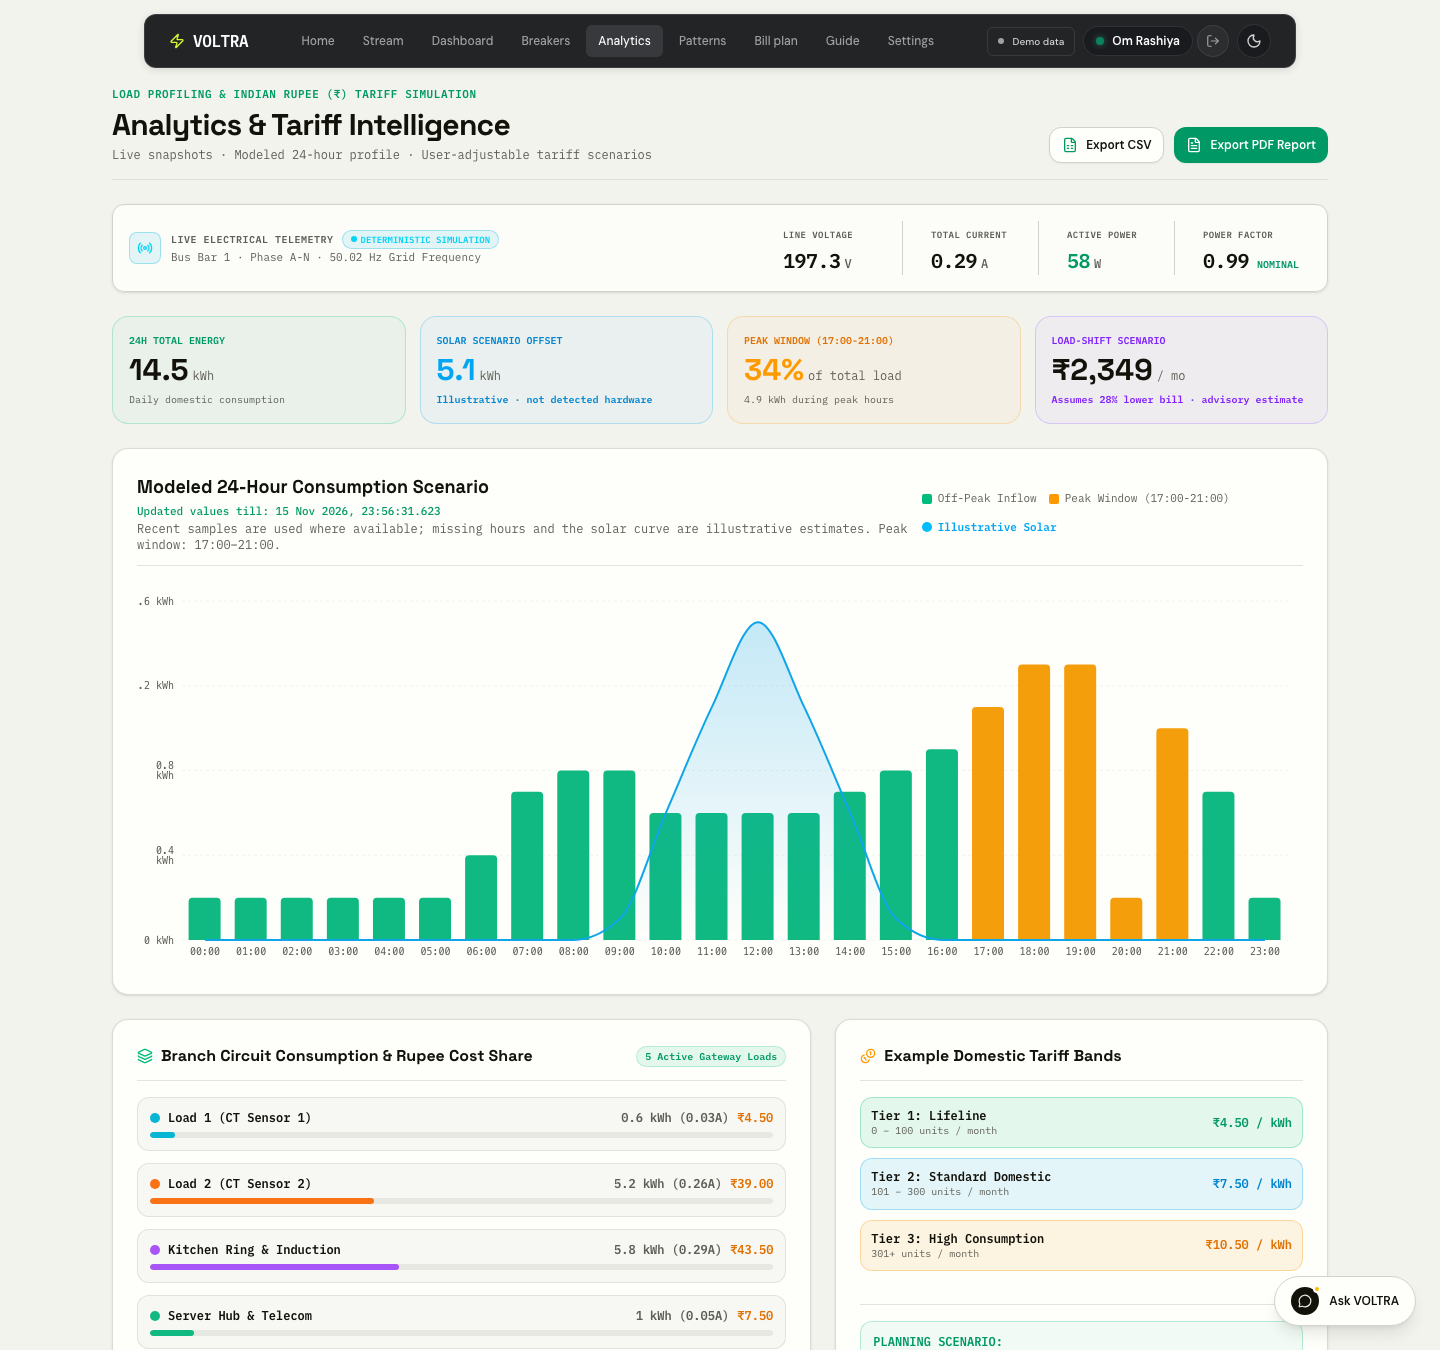 VOLTRA
Home
Stream
Dashboard
Breakers
Analytics
Patterns
Bill plan
Guide
Settings
Demo data
Om Rashiya
LOAD PROFILING & INDIAN RUPEE (₹) TARIFF SIMULATION
Analytics & Tariff Intelligence
Live snapshots · Modeled 24-hour profile · User-adjustable tariff scenarios
Export CSV
Export PDF Report
LIVE ELECTRICAL TELEMETRY
DETERMINISTIC SIMULATION
Bus Bar 1 · Phase A-N · 50.02 Hz Grid Frequency
LINE VOLTAGE
197.3 V
TOTAL CURRENT
0.29 A
ACTIVE POWER
58 W
POWER FACTOR
0.99 NOMINAL
24H TOTAL ENERGY
14.5 kWh
Daily domestic consumption
SOLAR SCENARIO OFFSET
5.1 kWh
Illustrative · not detected hardware
PEAK WINDOW (17:00-21:00)
34% of total load
4.9 kWh during peak hours
LOAD-SHIFT SCENARIO
₹2,349 / mo
Assumes 28% lower bill · advisory estimate
Modeled 24-Hour Consumption Scenario
Updated values till: 15 Nov 2026, 23:56:31.623
Recent samples are used where available; missing hours and the solar curve are illustrative estimates. Peak
window: 17:00–21:00.
Off-Peak Inflow
Peak Window (17:00-21:00)
Illustrative Solar
.6 kWh
.2 kWh
0.8
kWh
0.4
kWh
0 kWh
00:00 01:00 02:00 03:00 04:00 05:00 06:00 07:00 08:00 09:00 10:00 11:00 12:00 13:00 14:00 15:00 16:00 17:00 18:00 19:00 20:00 21:00 22:00 23:00
Branch Circuit Consumption & Rupee Cost Share
5 Active Gateway Loads
Load 1 (CT Sensor 1)
0.6 kWh (0.03A) ₹4.50
Load 2 (CT Sensor 2)
5.2 kWh (0.26A) ₹39.00
Kitchen Ring & Induction
5.8 kWh (0.29A) ₹43.50
Server Hub & Telecom
1 kWh (0.05A) ₹7.50
Example Domestic Tariff Bands
Tier 1: Lifeline
0 – 100 units / month
₹4.50 / kWh
Tier 2: Standard Domestic
101 – 300 units / month
₹7.50 / kWh
Tier 3: High Consumption
301+ units / month
₹10.50 / kWh
PLANNING SCENARIO:
Ask VOLTRA